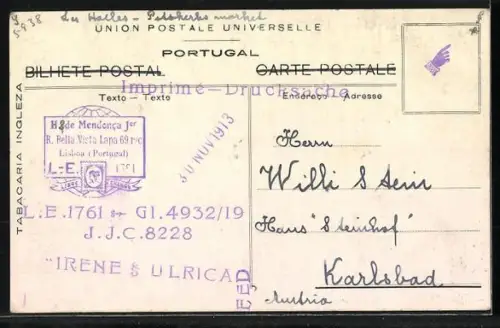 Les Halles - market
UNION POSTALE UNIVERSELLE
PORTUGAL
BILHETE POSTAL
CARTE POSTALE
Imprimé-Drucksache
Texto - Texte
Endereço - Adresse
TABACARIA INGLEZA
H. de Mendonça Jor
R. Bella Vista Lapa 69 r/c
Lisboa (Portugal)
L.-E. 1761
30 NOV 1913
L.E.1761 GI.4932/19
J.J.C.8228
"IRENE & ULRICA
Herrn
Willi Stein
Haus "Steinhof"
Karlsbad
Austria